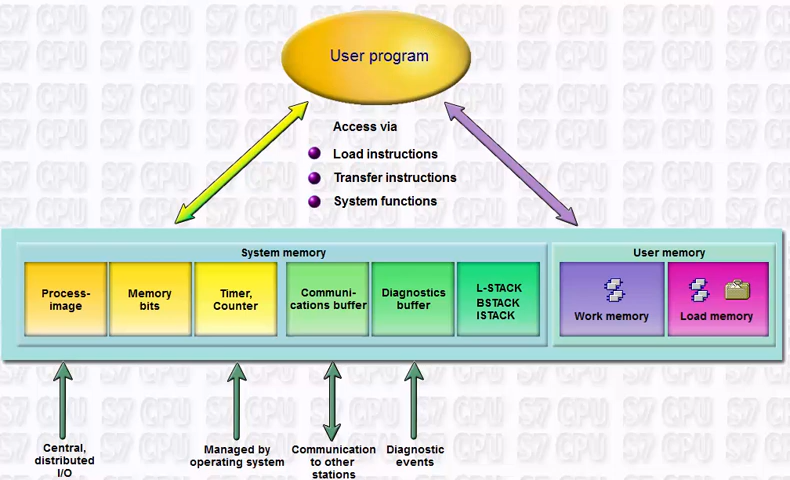 User program
Access via
Load instructions
Transfer instructions
System functions
System memory
User memory
Process-
image
Memory
bits
Timer,
Counter
Communi-
cations buffer
Diagnostics
buffer
L-STACK
BSTACK
ISTACK
Work memory
Load memory
Central,
distributed
I/O
Managed by
operating system
Communication
to other
stations
Diagnostic
events
S7 CPU